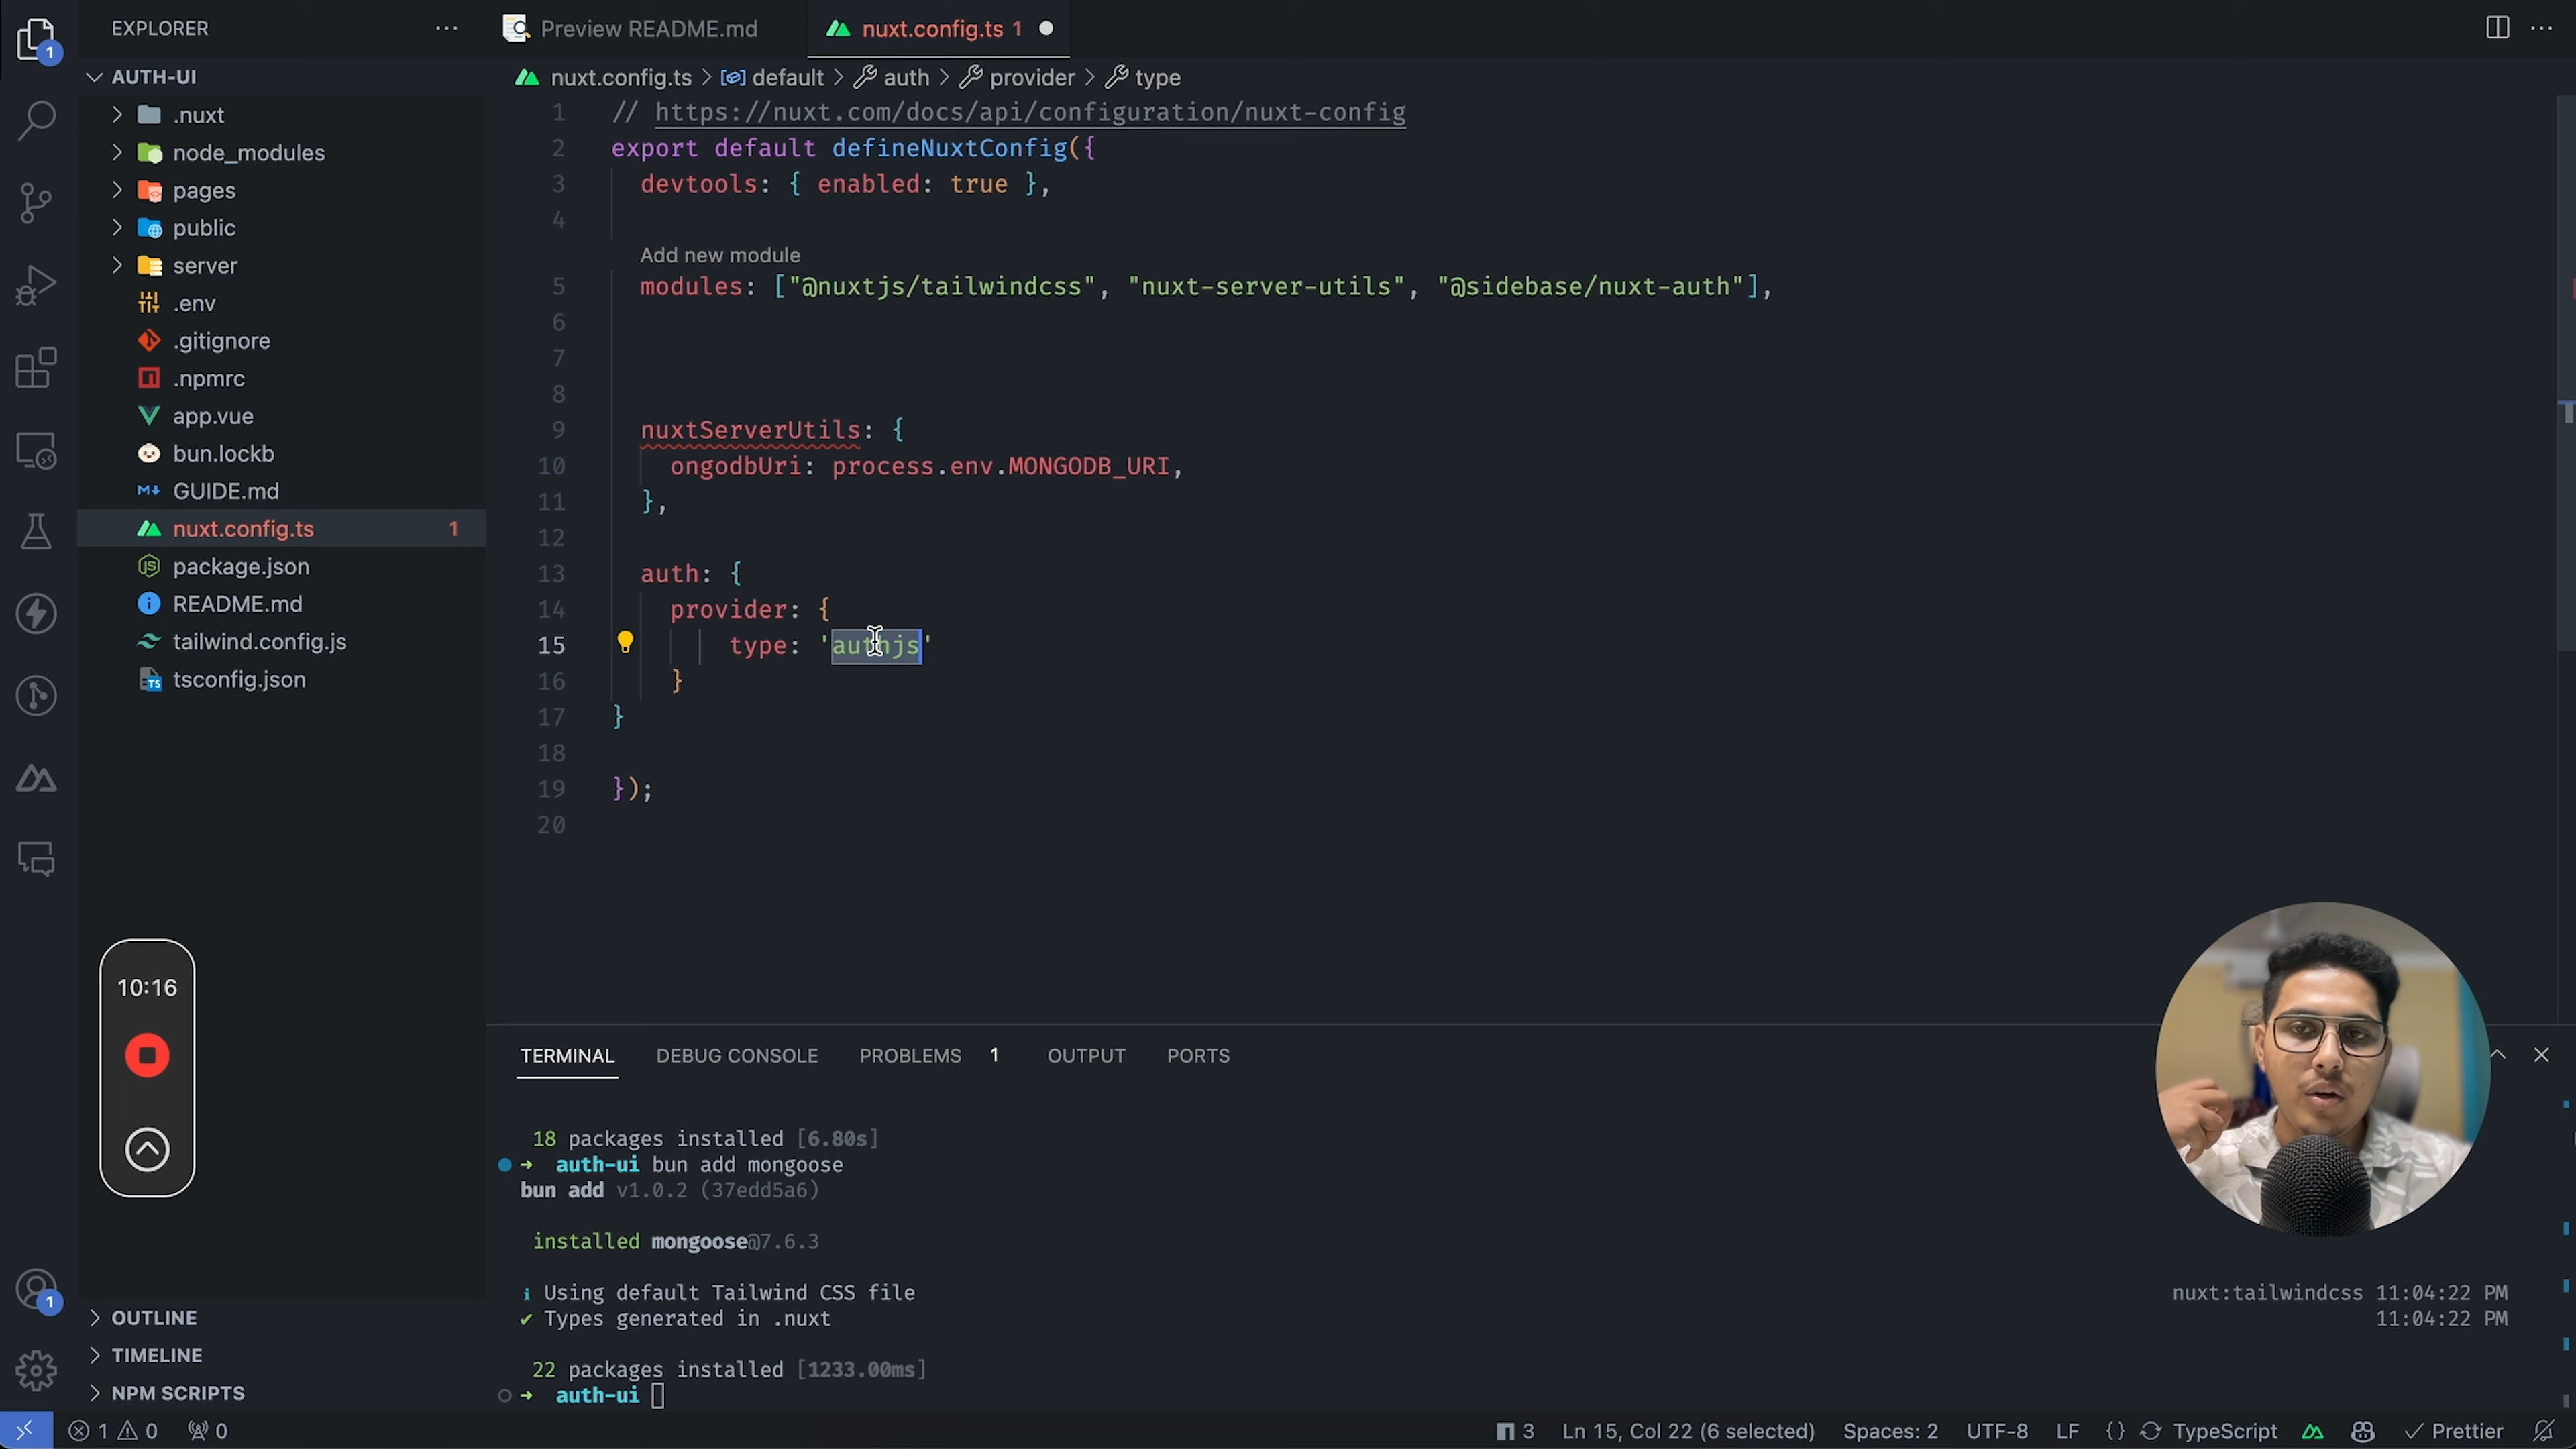 EXPLORER
1
AUTH-UI
.nuxt
node_modules
pages
public
server
.env
.gitignore
.npmrc
app.vue
bun.lockb
GUIDE.md
nuxt.config.ts 1
package.json
README.md
tailwind.config.js
tsconfig.json
10:16
OUTLINE
TIMELINE
NPM SCRIPTS
1
Preview README.md
nuxt.config.ts 1
nuxt.config.ts > default > auth > provider > type
1 // https://nuxt.com/docs/api/configuration/nuxt-config
2 export default defineNuxtConfig({
3 devtools: { enabled: true },
4
Add new module
5 modules: ["@nuxtjs/tailwindcss", "nuxt-server-utils", "@sidebase/nuxt-auth"],
6
7
8
9 nuxtServerUtils: {
10 ongodbUri: process.env.MONGODB_URI,
11 },
12
13 auth: {
14 provider: {
15 type: 'authjs'
16 }
17 }
18
19 });
20
TERMINAL DEBUG CONSOLE PROBLEMS 1 OUTPUT PORTS
18 packages installed [6.80s]
➜ auth-ui bun add mongoose
bun add v1.0.2 (37edd5a6)
installed mongoose@7.6.3
ℹ Using default Tailwind CSS file nuxt:tailwindcss 11:04:22 PM
✔ Types generated in .nuxt 11:04:22 PM
22 packages installed [1233.00ms]
➜ auth-ui
1 0 0 3 Ln 15, Col 22 (6 selected) Spaces: 2 UTF-8 LF {} TypeScript Prettier